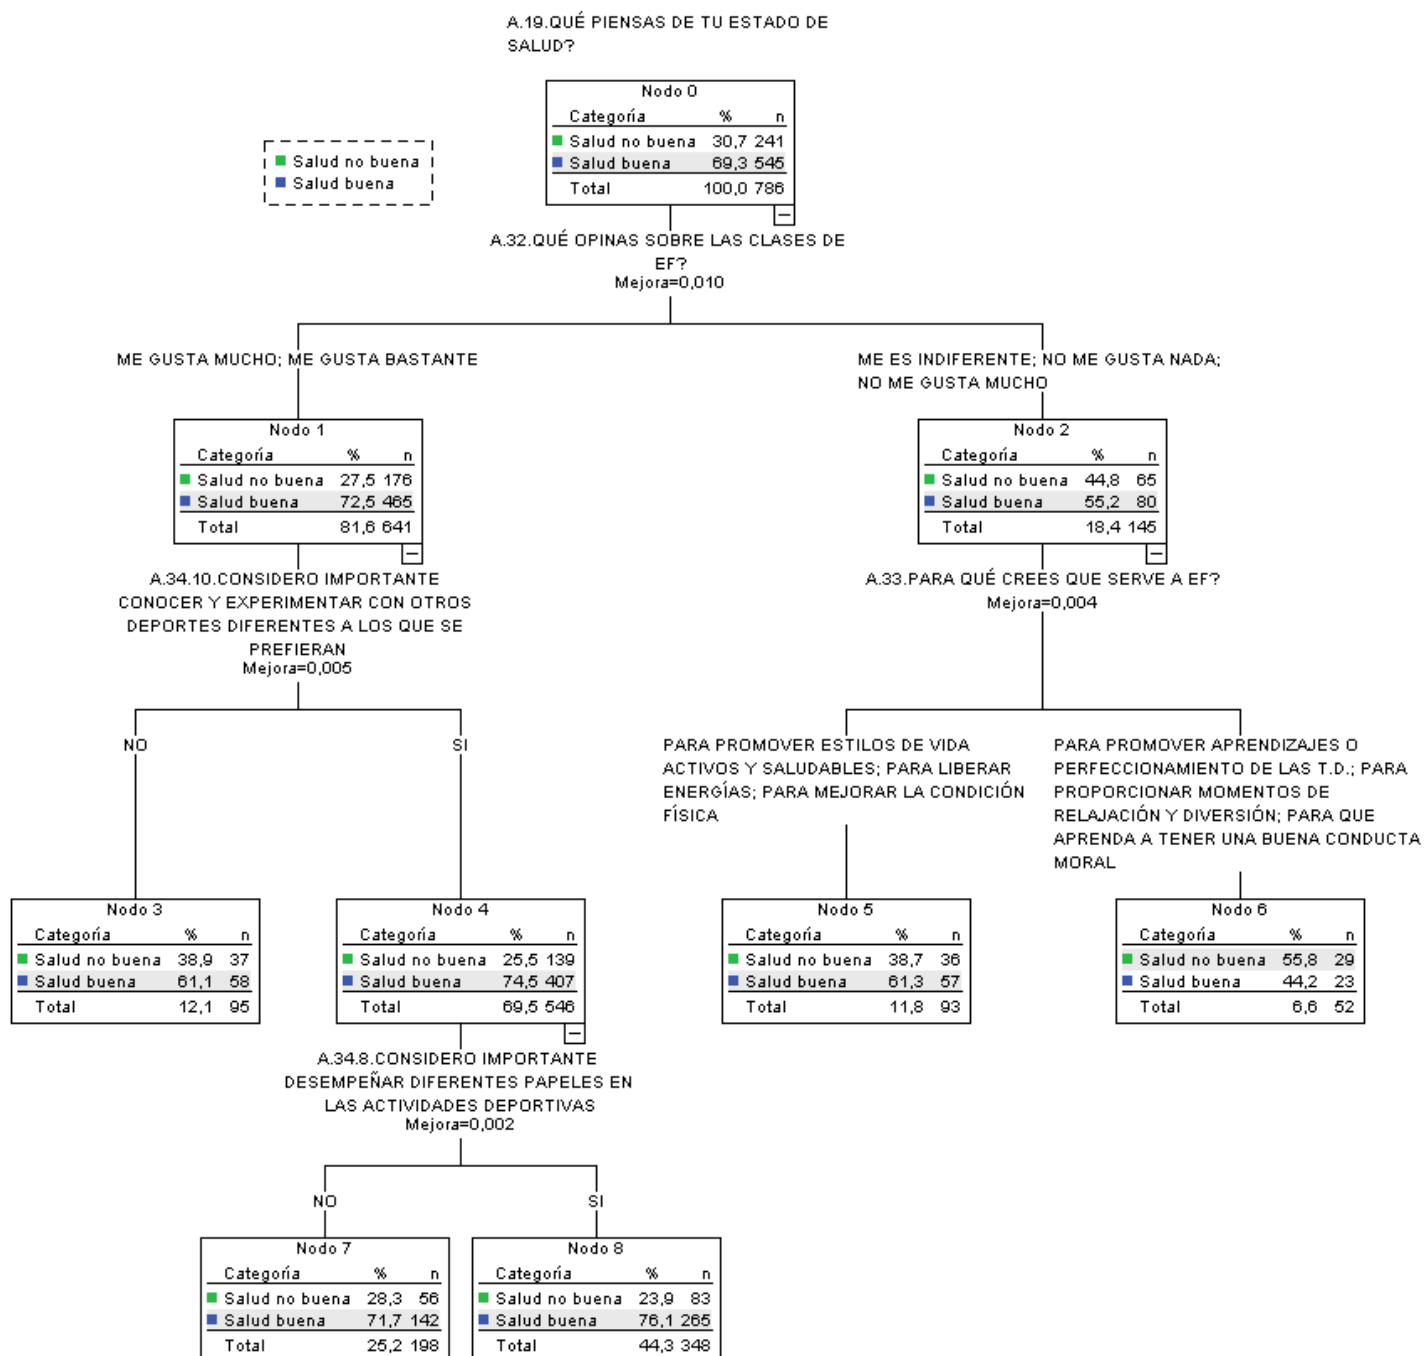 A.19.QUÉ PIENSAS DE TU ESTADO DE
SALUD?
Salud no buena
Salud buena
Nodo 0
Categoría % n
Salud no buena 30,7 241
Salud buena 69,3 545
Total 100,0 786
A.32.QUÉ OPINAS SOBRE LAS CLASES DE
EF?
Mejora=0,010
ME GUSTA MUCHO; ME GUSTA BASTANTE
ME ES INDIFERENTE; NO ME GUSTA NADA;
NO ME GUSTA MUCHO
Nodo 1
Categoría % n
Salud no buena 27,5 176
Salud buena 72,5 465
Total 81,6 641
Nodo 2
Categoría % n
Salud no buena 44,8 65
Salud buena 55,2 80
Total 18,4 145
A.34.10.CONSIDERO IMPORTANTE
CONOCER Y EXPERIMENTAR CON OTROS
DEPORTES DIFERENTES A LOS QUE SE
PREFIERAN
Mejora=0,005
A.33.PARA QUÉ CREES QUE SERVE A EF?
Mejora=0,004
NO
SI
PARA PROMOVER ESTILOS DE VIDA
ACTIVOS Y SALUDABLES; PARA LIBERAR
ENERGÍAS; PARA MEJORAR LA CONDICIÓN
FÍSICA
PARA PROMOVER APRENDIZAJES O
PERFECCIONAMIENTO DE LAS T.D.; PARA
PROPORCIONAR MOMENTOS DE
RELAJACIÓN Y DIVERSIÓN; PARA QUE
APRENDA A TENER UNA BUENA CONDUCTA
MORAL
Nodo 3
Categoría % n
Salud no buena 38,9 37
Salud buena 61,1 58
Total 12,1 95
Nodo 4
Categoría % n
Salud no buena 25,5 139
Salud buena 74,5 407
Total 69,5 546
Nodo 5
Categoría % n
Salud no buena 38,7 36
Salud buena 61,3 57
Total 11,8 93
Nodo 6
Categoría % n
Salud no buena 55,8 29
Salud buena 44,2 23
Total 6,6 52
A.34.8.CONSIDERO IMPORTANTE
DESEMPEÑAR DIFERENTES PAPELES EN
LAS ACTIVIDADES DEPORTIVAS
Mejora=0,002
NO
SI
Nodo 7
Categoría % n
Salud no buena 28,3 56
Salud buena 71,7 142
Total 25,2 198
Nodo 8
Categoría % n
Salud no buena 23,9 83
Salud buena 76,1 265
Total 44,3 348